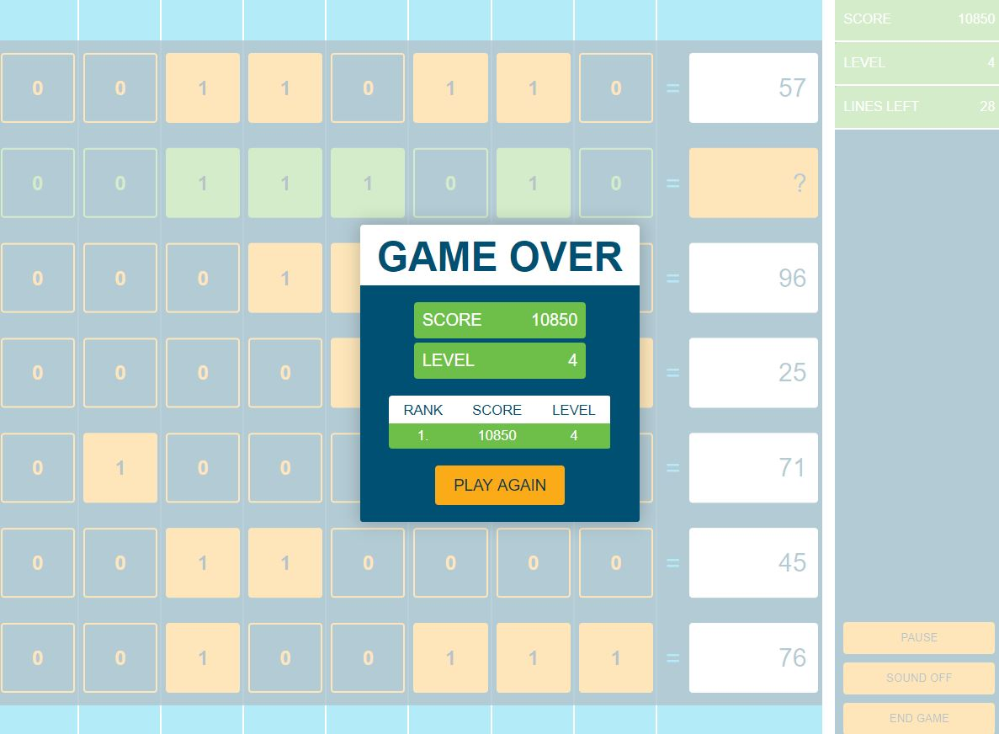 SCORE 10850
0 0 1 1 0 1 1 0 = 57
LEVEL 4
LINES LEFT 28
0 0 1 1 1 0 1 0 = ?
GAME OVER
0 0 0 1 = 96
SCORE 10850
LEVEL 4
0 0 0 0 = 25
RANK SCORE LEVEL
1. 10850 4
0 1 0 0 = 71
PLAY AGAIN
0 0 1 1 0 0 0 0 = 45
0 0 1 0 0 1 1 1 = 76
PAUSE
SOUND OFF
END GAME